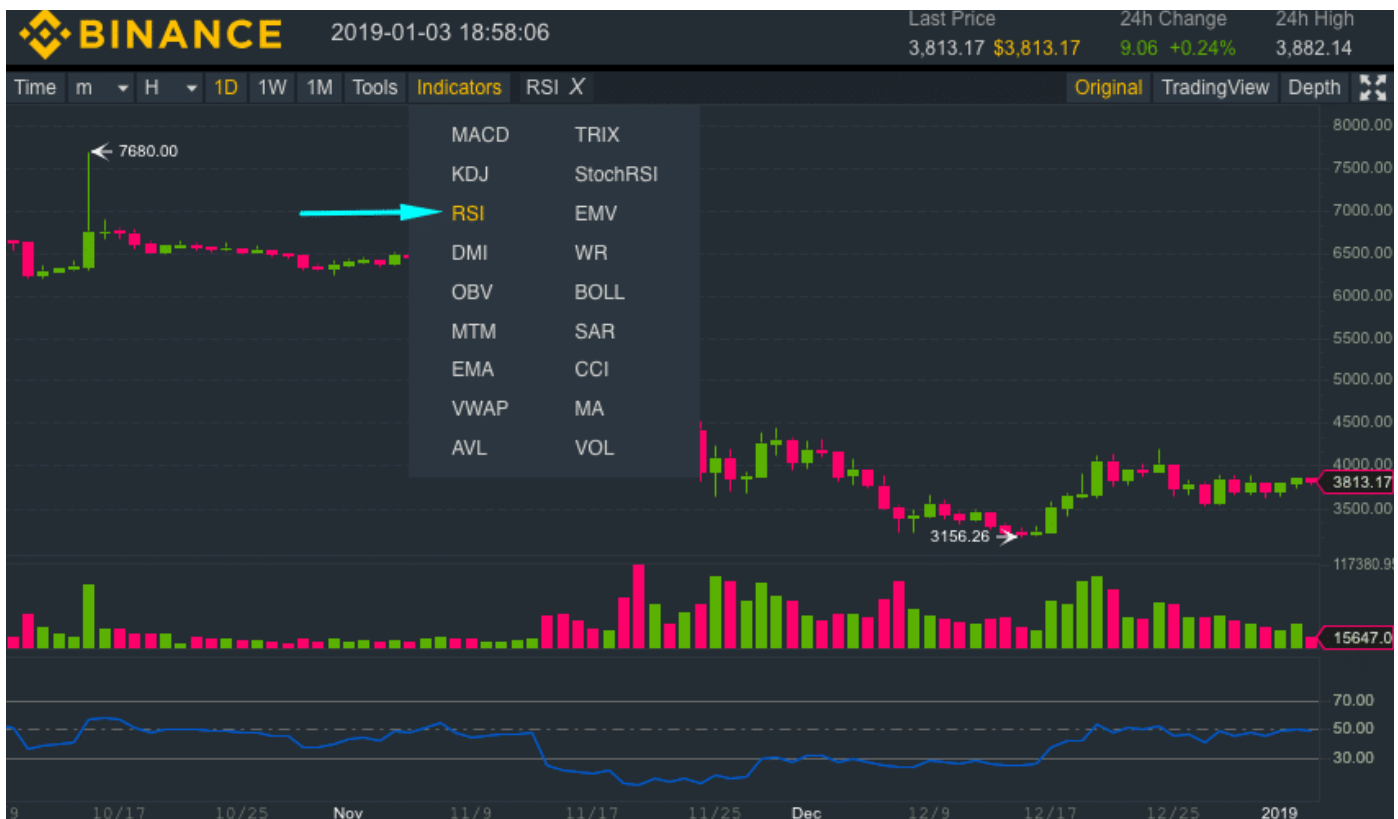 BINANCE 2019-01-03 18:58:06 Last Price 24h Change 24h High
3,813.17 $3,813.17 9.06 +0.24% 3,882.14
Time m H 1D 1W 1M Tools Indicators RSI X Original TradingView Depth
MACD TRIX
KDJ StochRSI
RSI EMV
DMI WR
OBV BOLL
MTM SAR
EMA CCI
VWAP MA
AVL VOL
7680.00
3156.26
8000.00
7500.00
7000.00
6500.00
6000.00
5500.00
5000.00
4500.00
4000.00
3813.17
3500.00
117380.95
15647.0
70.00
50.00
30.00
9 10/17 10/25 Nov 11/9 11/17 11/25 Dec 12/9 12/17 12/25 2019